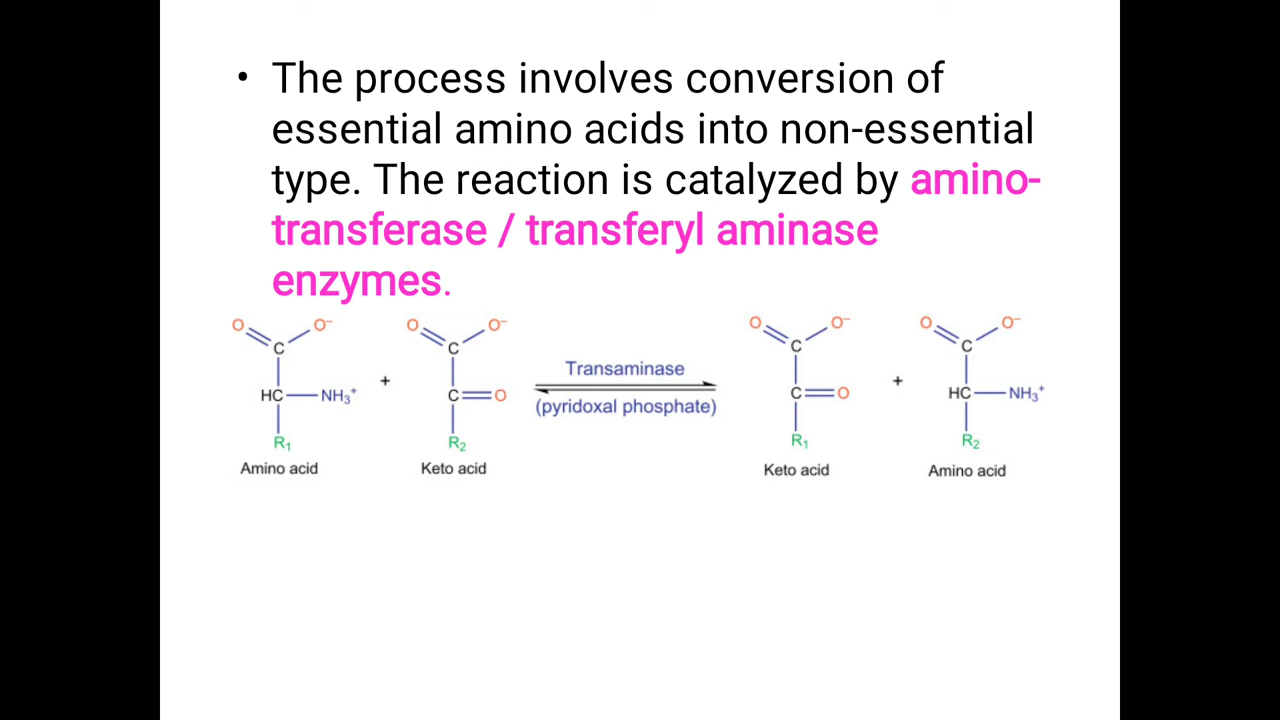 • The process involves conversion of
essential amino acids into non-essential
type. The reaction is catalyzed by amino-
transferase / transferyl aminase
enzymes.
O O⁻ O O⁻ O O⁻ O O⁻
C C C C
Transaminase
HC—NH₃⁺ + C=O (pyridoxal phosphate) C=O + HC—NH₃⁺
R₁ R₂ R₁ R₂
Amino acid Keto acid Keto acid Amino acid